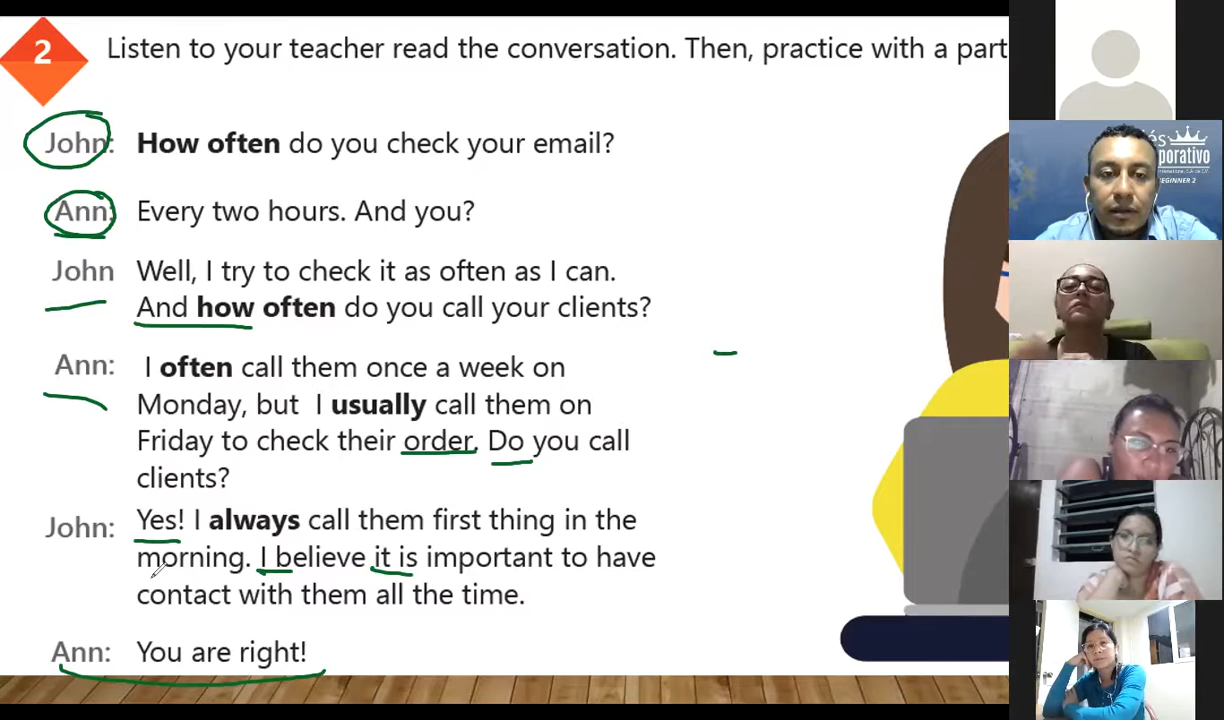 2
Listen to your teacher read the conversation. Then, practice with a part
John: How often do you check your email?
Ann: Every two hours. And you?
John Well, I try to check it as often as I can.
And how often do you call your clients?
Ann: I often call them once a week on
Monday, but I usually call them on
Friday to check their order. Do you call
clients?
John: Yes! I always call them first thing in the
morning. I believe it is important to have
contact with them all the time.
Ann: You are right!
és
porativo
EGINNER 2